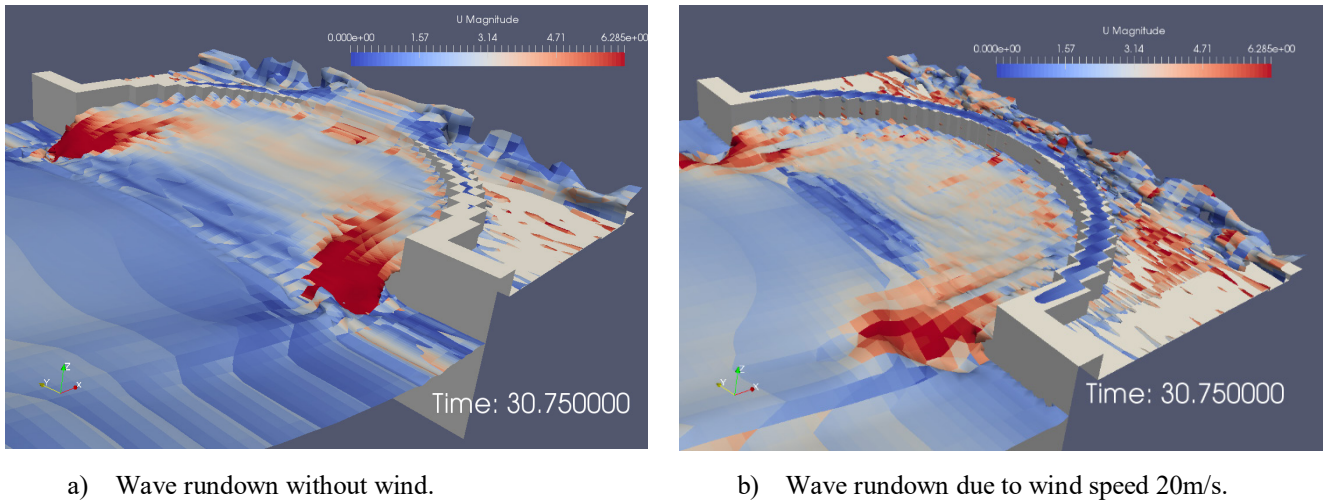 U Magnitude
0.000e+00 1.57 3.14 4.71 6.285e+00
Z
Y X
Time: 30.750000
a) Wave rundown without wind.
U Magnitude
0.000e+00 1.57 3.14 4.71 6.285e+00
Z
Y X
Time: 30.750000
b) Wave rundown due to wind speed 20m/s.